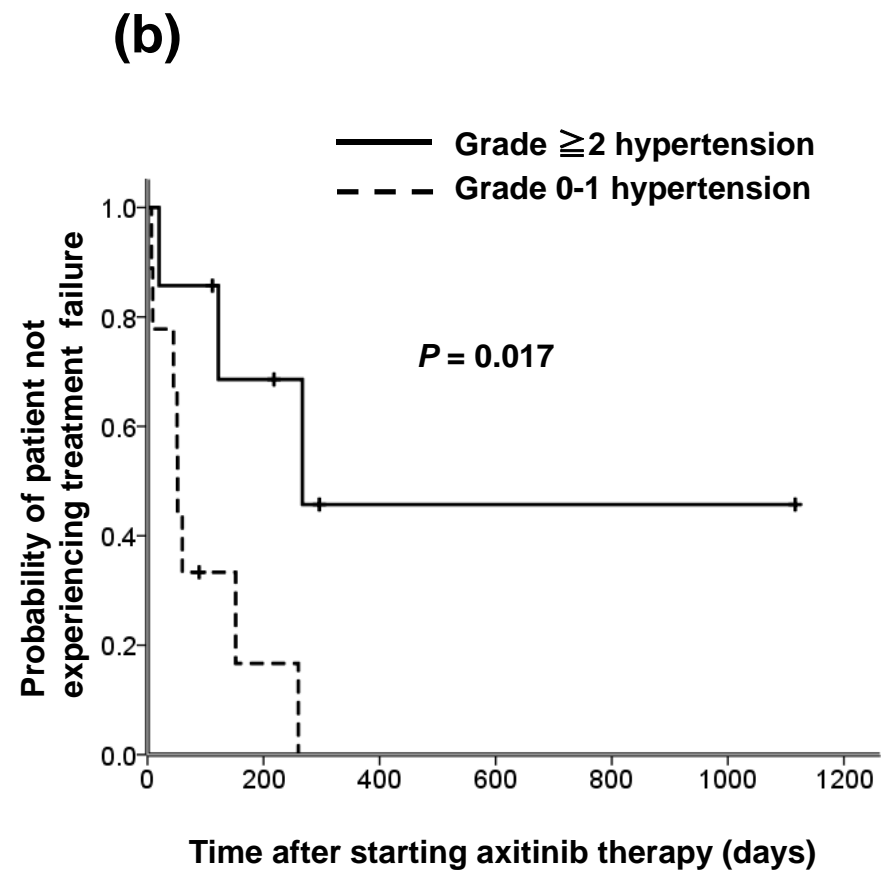 (b)
Grade ≧2 hypertension
Grade 0-1 hypertension
Probability of patient not
experiencing treatment failure
1.0
0.8
0.6
0.4
0.2
0.0
P = 0.017
0 200 400 600 800 1000 1200
Time after starting axitinib therapy (days)